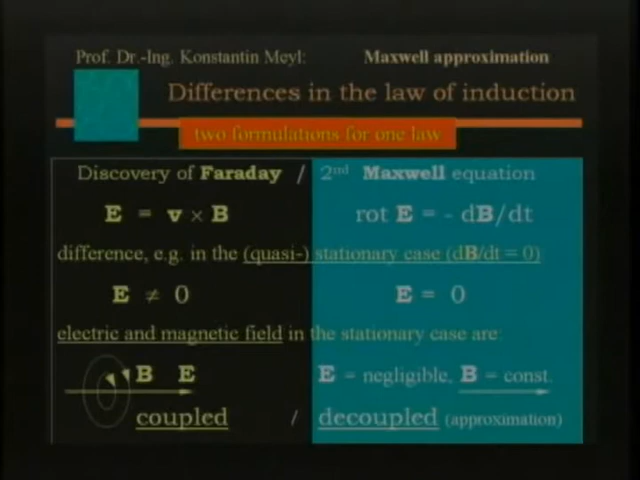 Prof. Dr.-Ing. Konstantin Meyl: Maxwell approximation
Differences in the law of induction
two formulations for one law
Discovery of Faraday / 2nd Maxwell equation
E = v × B rot E = - dB/dt
difference, e.g. in the (quasi-) stationary case (dB/dt = 0)
E ≠ 0 E = 0
electric and magnetic field in the stationary case are:
B E E = negligible, B = const.
coupled / decoupled (approximation)